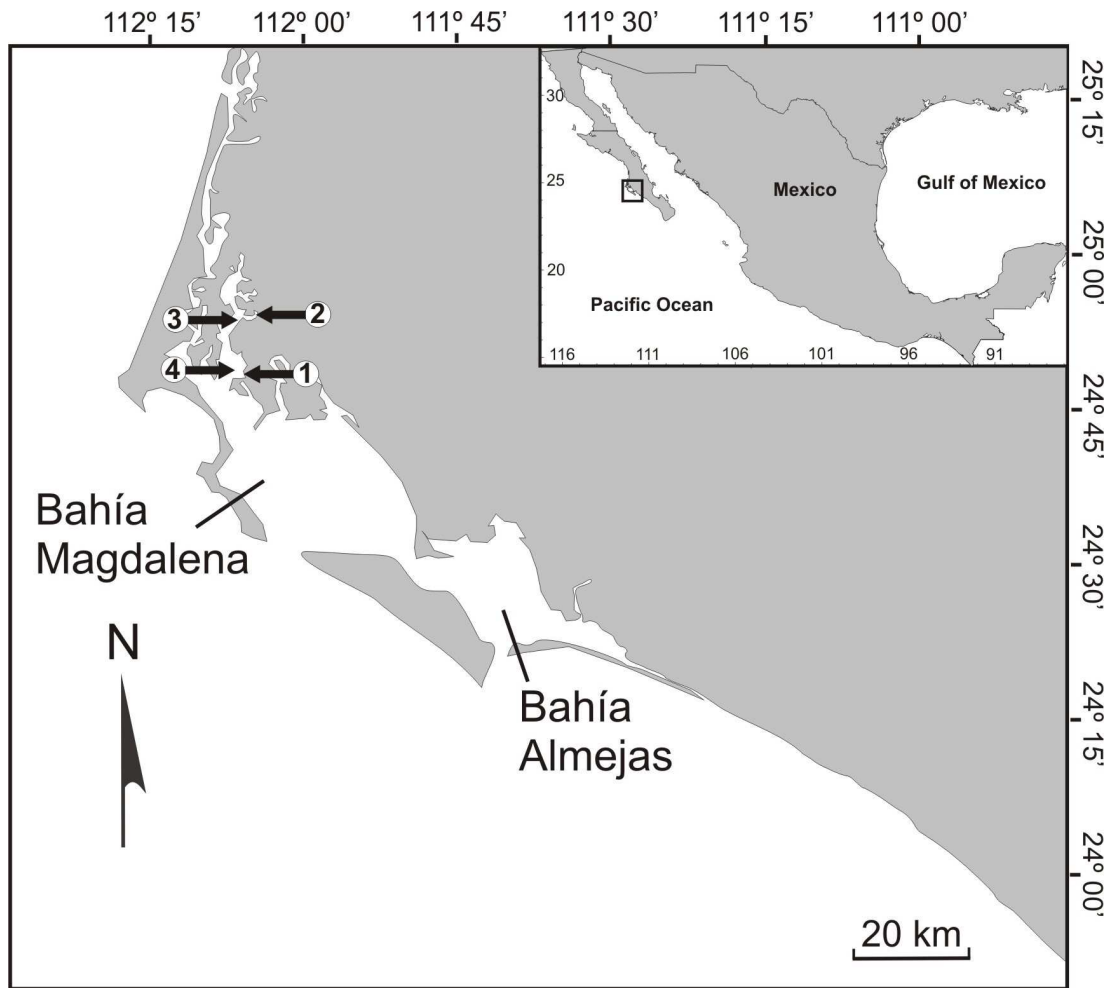 112º 15' 112º 00' 111º 45' 111º 30' 111º 15' 111º 00'
25º 15'
25º 00'
24º 45'
24º 30'
24º 15'
24º 00'
30
25
20
116 111 106 101 96 91
Mexico
Gulf of Mexico
Pacific Ocean
3
2
4
1
Bahía
Magdalena
Bahía
Almejas
N
20 km